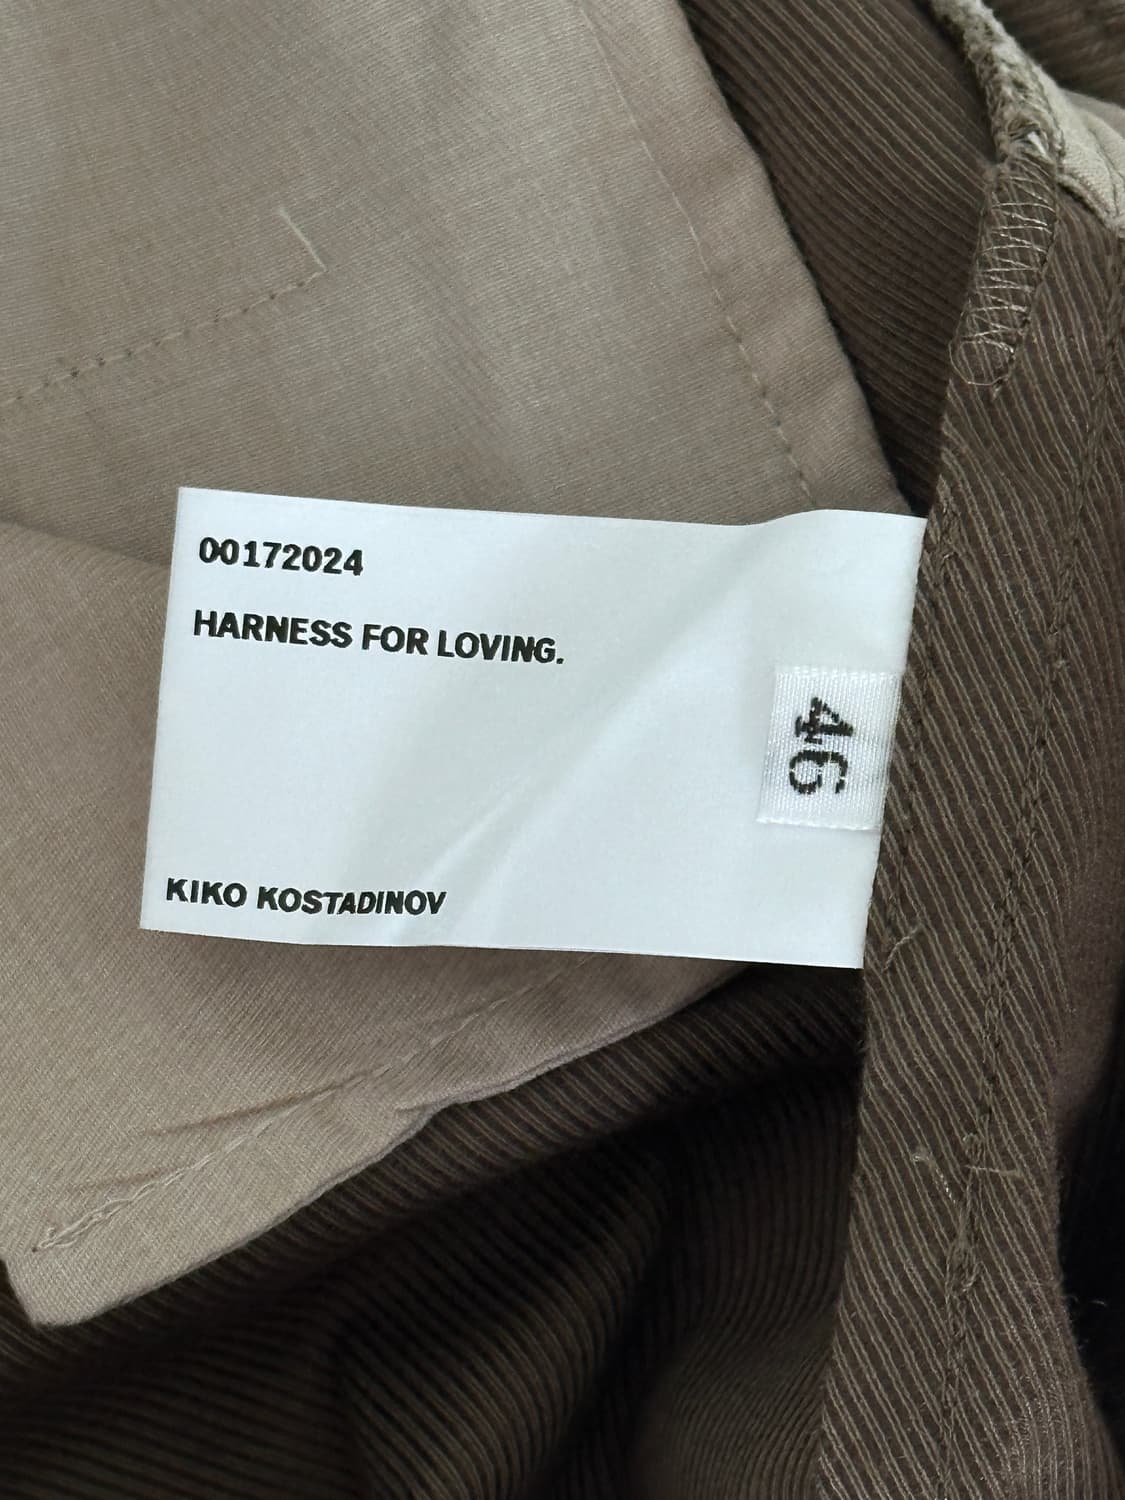 00172024
HARNESS FOR LOVING.
46
KIKO KOSTADINOV